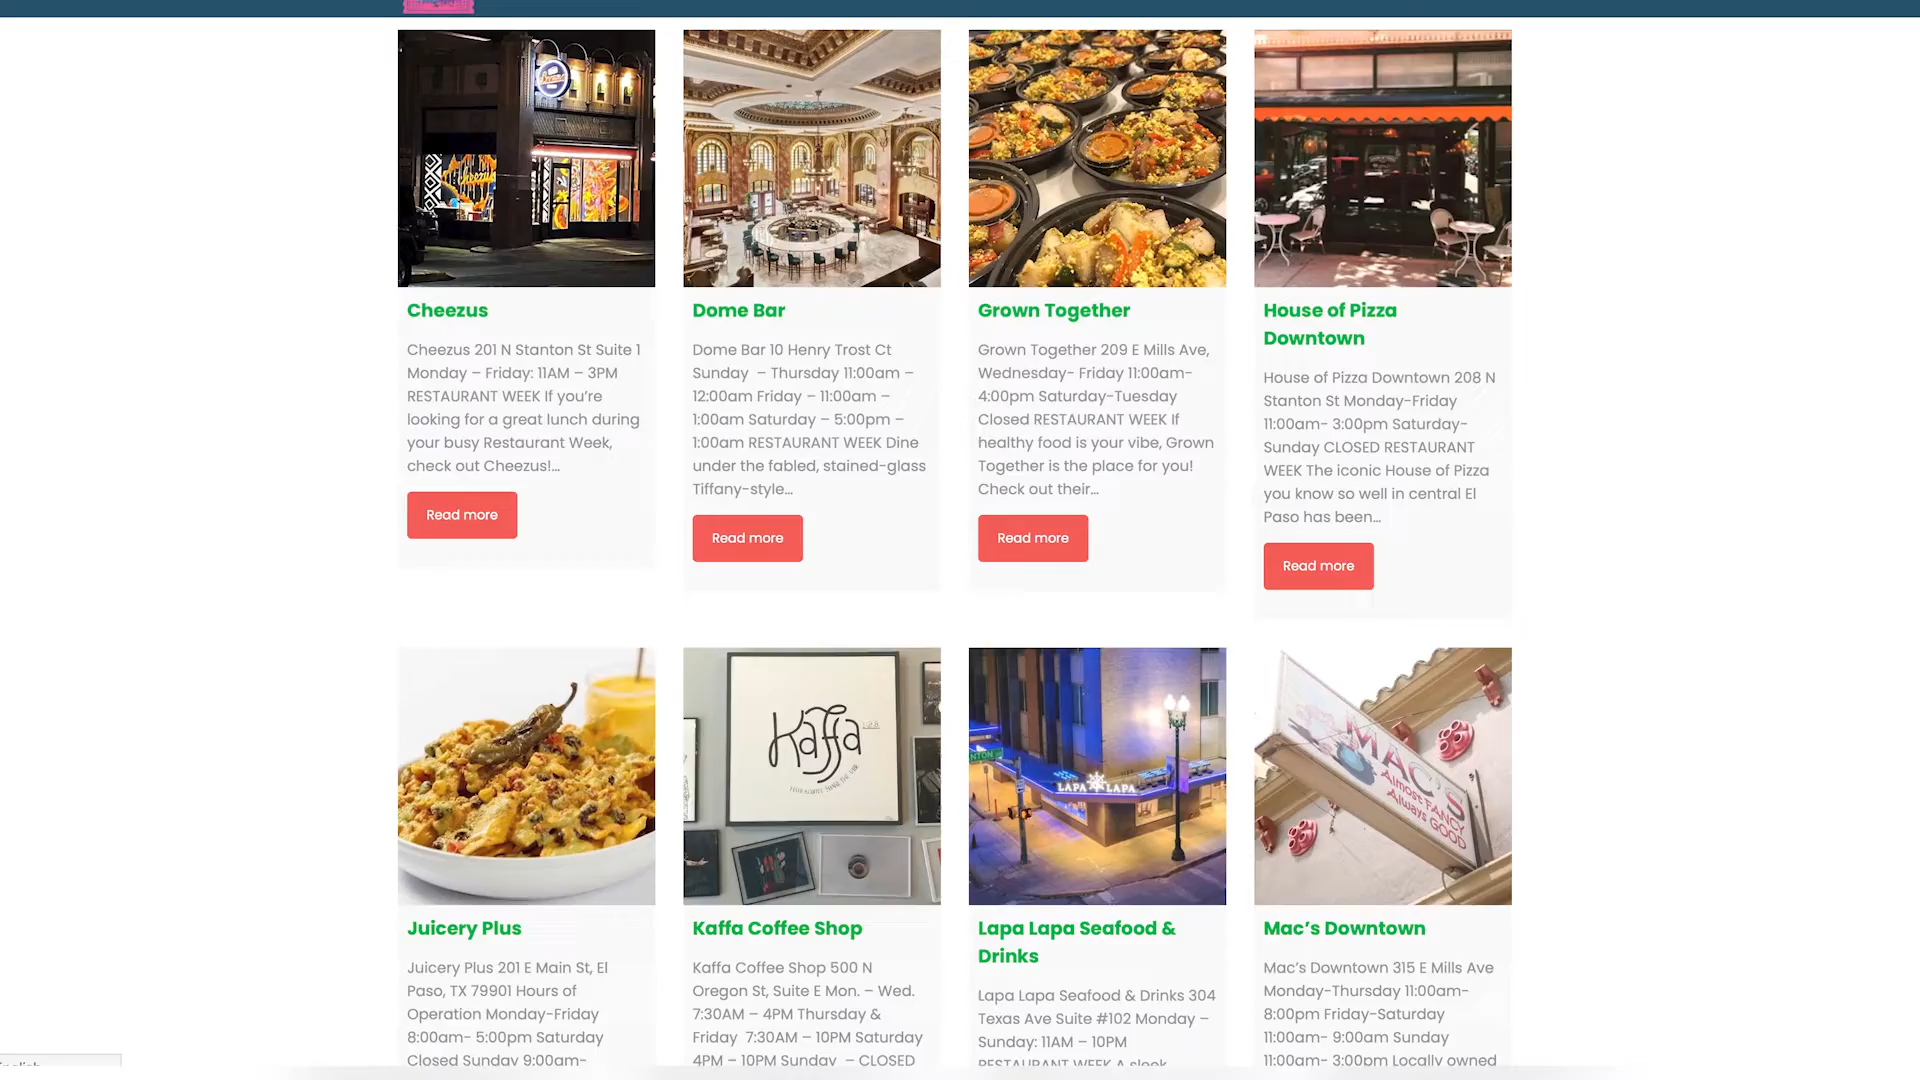 Cheezus
Cheezus 201 N Stanton St Suite 1
Monday – Friday: 11AM – 3PM
RESTAURANT WEEK If you’re
looking for a great lunch during
your busy Restaurant Week,
check out Cheezus!...
Read more
Dome Bar
Dome Bar 10 Henry Trost Ct
Sunday  – Thursday 11:00am –
12:00am Friday – 11:00am –
1:00am Saturday – 5:00pm –
1:00am RESTAURANT WEEK Dine
under the fabled, stained-glass
Tiffany-style...
Read more
Grown Together
Grown Together 209 E Mills Ave,
Wednesday- Friday 11:00am-
4:00pm Saturday-Tuesday
Closed RESTAURANT WEEK If
healthy food is your vibe, Grown
Together is the place for you!
Check out their...
Read more
House of Pizza
Downtown
House of Pizza Downtown 208 N
Stanton St Monday-Friday
11:00am- 3:00pm Saturday-
Sunday CLOSED RESTAURANT
WEEK The iconic House of Pizza
you know so well in central El
Paso has been...
Read more
Kaffa
LAPA LAPA
MAC'S
Almost FANCY
Always GOOD
Juicery Plus
Juicery Plus 201 E Main St, El
Paso, TX 79901 Hours of
Operation Monday-Friday
8:00am- 5:00pm Saturday
Closed Sunday 9:00am-
Kaffa Coffee Shop
Kaffa Coffee Shop 500 N
Oregon St, Suite E Mon. – Wed.
7:30AM – 4PM Thursday &
Friday  7:30AM – 10PM Saturday
4PM – 10PM Sunday  – CLOSED
Lapa Lapa Seafood &
Drinks
Lapa Lapa Seafood & Drinks 304
Texas Ave Suite #102 Monday –
Sunday: 11AM – 10PM
RESTAURANT WEEK A sleek
Mac’s Downtown
Mac’s Downtown 315 E Mills Ave
Monday-Thursday 11:00am-
8:00pm Friday-Saturday
11:00am- 9:00am Sunday
11:00am- 3:00pm Locally owned